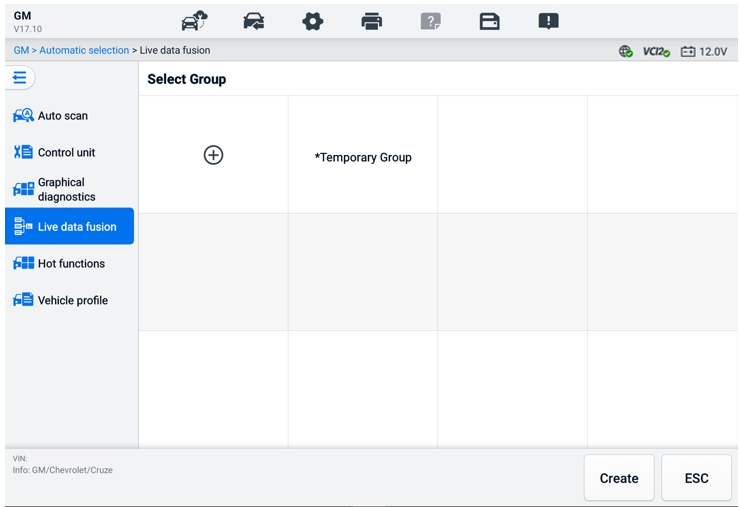 GM
V17.10
GM > Automatic selection > Live data fusion
VCI2
12.0V
Select Group
Auto scan
Control unit
Graphical
diagnostics
Live data fusion
Hot functions
Vehicle profile
*Temporary Group
VIN:
Info: GM/Chevrolet/Cruze
Create
ESC